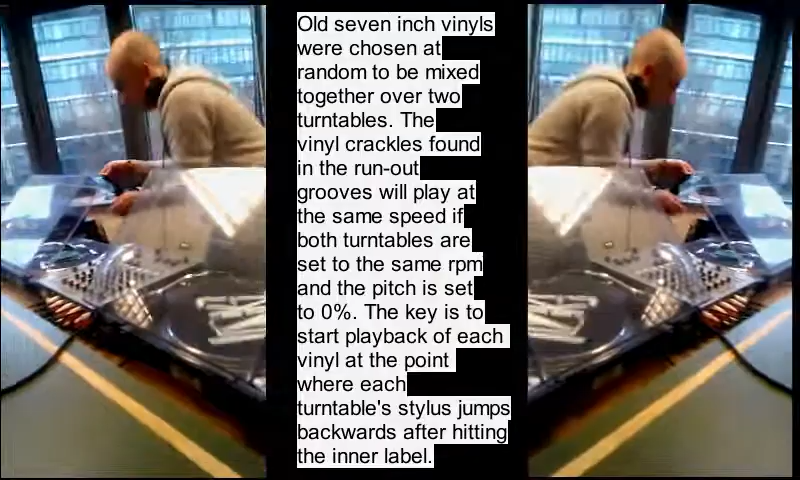 Old seven inch vinyls
were chosen at
random to be mixed
together over two
turntables. The
vinyl crackles found
in the run-out
grooves will play at
the same speed if
both turntables are
set to the same rpm
and the pitch is set
to 0%. The key is to
start playback of each
vinyl at the point
where each
turntable's stylus jumps
backwards after hitting
the inner label.